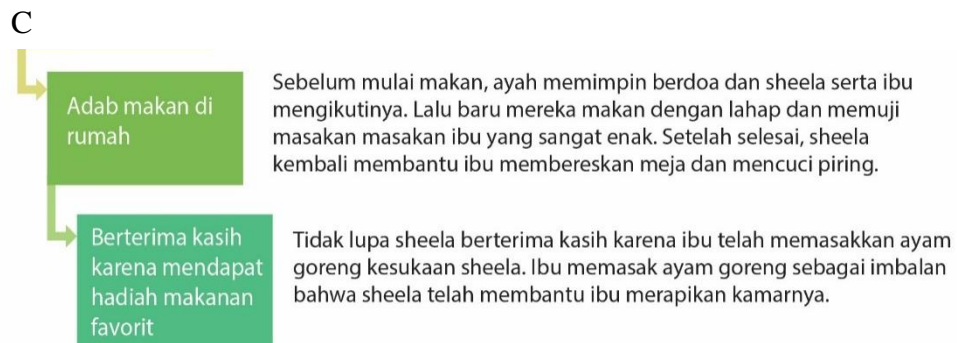 C
Adab makan di
rumah
Sebelum mulai makan, ayah memimpin berdoa dan sheela serta ibu
mengikutinya. Lalu baru mereka makan dengan lahap dan memuji
masakan masakan ibu yang sangat enak. Setelah selesai, sheela
kembali membantu ibu membereskan meja dan mencuci piring.
Berterima kasih
karena mendapat
hadiah makanan
favorit
Tidak lupa sheela berterima kasih karena ibu telah memasakkan ayam
goreng kesukaan sheela. Ibu memasak ayam goreng sebagai imbalan
bahwa sheela telah membantu ibu merapikan kamarnya.